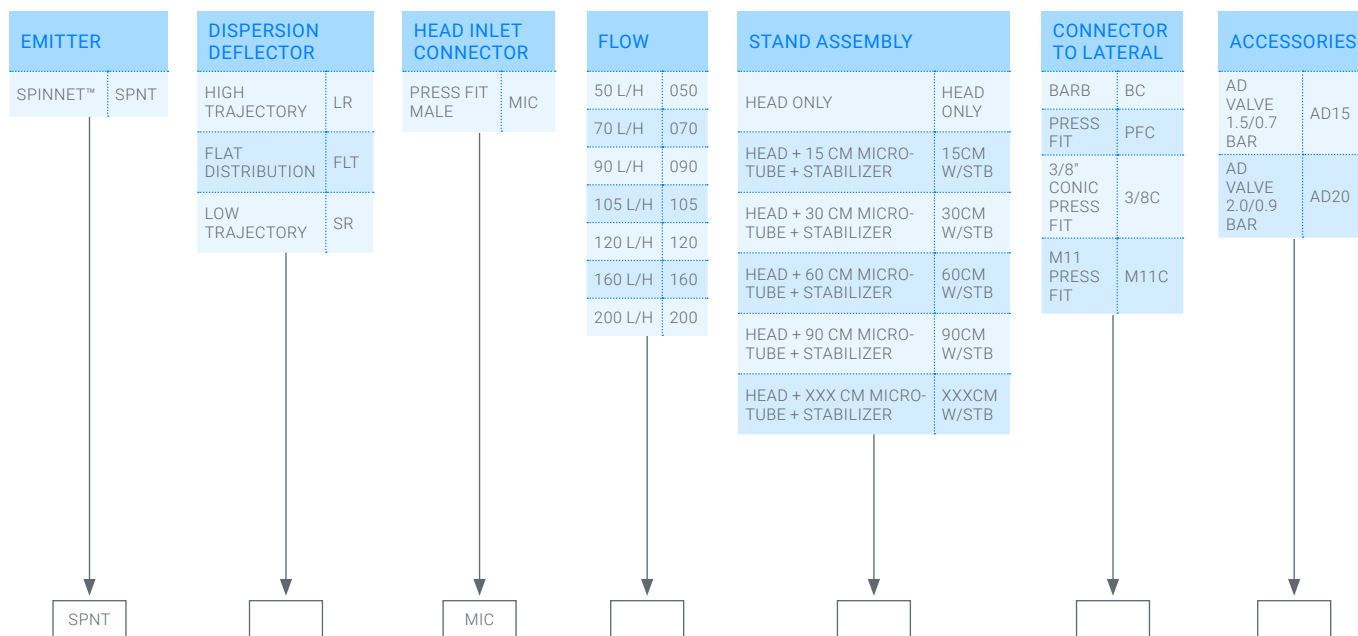 EMITTER
SPINNET™ SPNT
DISPERSION
DEFLECTOR
HIGH
TRAJECTORY
LR
FLAT
DISTRIBUTION
FLT
LOW
TRAJECTORY
SR
HEAD INLET
CONNECTOR
PRESS FIT
MALE
MIC
FLOW
50 L/H 050
70 L/H 070
90 L/H 090
105 L/H 105
120 L/H 120
160 L/H 160
200 L/H 200
STAND ASSEMBLY
HEAD ONLY
HEAD
ONLY
HEAD + 15 CM MICRO-
TUBE + STABILIZER
15CM
W/STB
HEAD + 30 CM MICRO-
TUBE + STABILIZER
30CM
W/STB
HEAD + 60 CM MICRO-
TUBE + STABILIZER
60CM
W/STB
HEAD + 90 CM MICRO-
TUBE + STABILIZER
90CM
W/STB
HEAD + XXX CM MICRO-
TUBE + STABILIZER
XXXCM
W/STB
CONNECTOR
TO LATERAL
BARB BC
PRESS
FIT
PFC
3/8"
CONIC
PRESS
FIT
3/8C
M11
PRESS
FIT
M11C
ACCESSORIES
AD
VALVE
1.5/0.7
BAR
AD15
AD
VALVE
2.0/0.9
BAR
AD20
SPNT
MIC